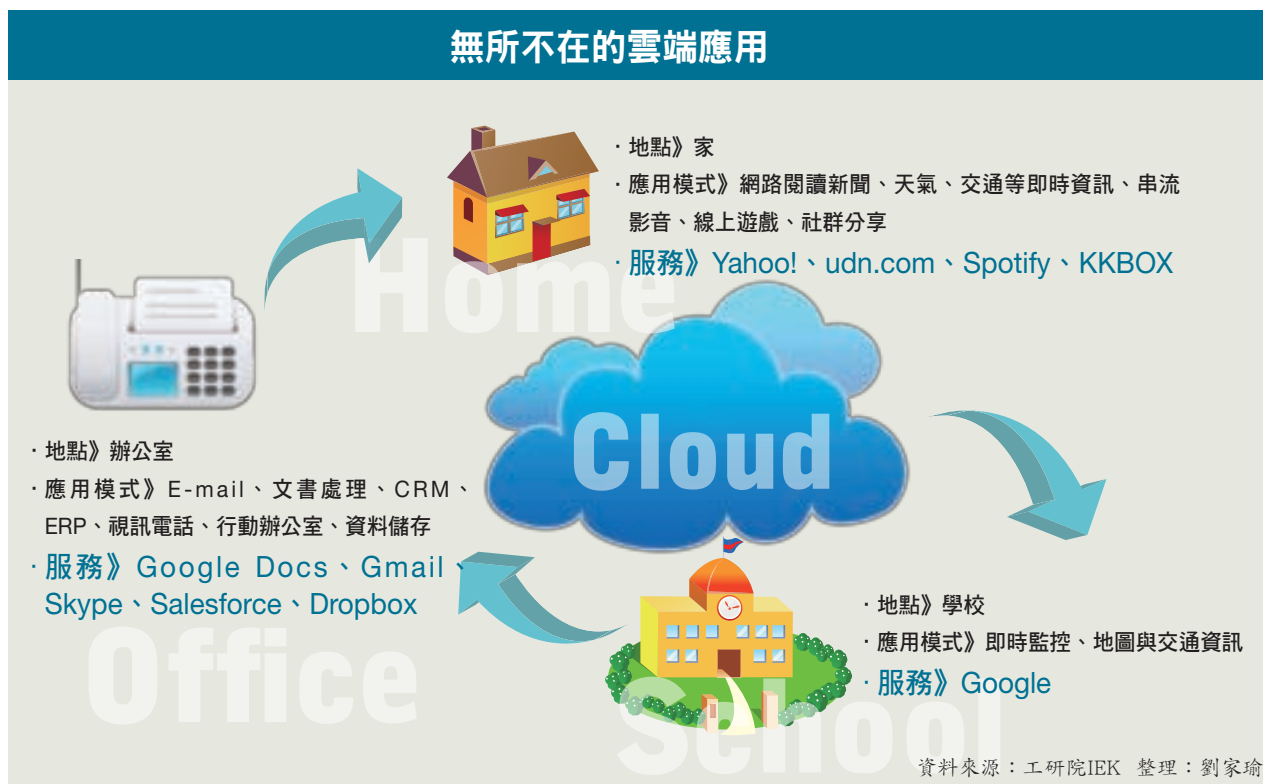 無所不在的雲端應用
Home
‧地點》家
‧應用模式》網路閱讀新聞、天氣、交通等即時資訊、串流
影音、線上遊戲、社群分享
‧服務》Yahoo!、udn.com、Spotify、KKBOX
Cloud
Office
‧地點》辦公室
‧應用模式》E-mail、文書處理、CRM、
ERP、視訊電話、行動辦公室、資料儲存
‧服務》Google Docs、Gmail、
Skype、Salesforce、Dropbox
School
‧地點》學校
‧應用模式》即時監控、地圖與交通資訊
‧服務》Google
資料來源：工研院IEK 整理：劉家瑜